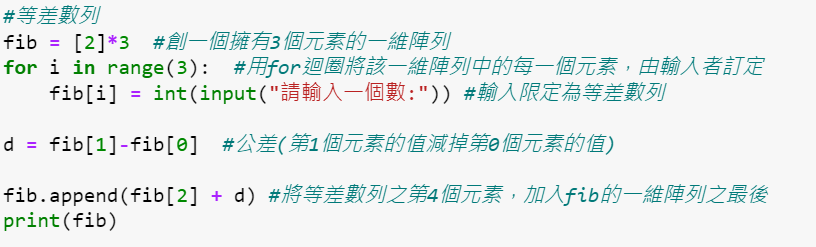 #等差數列
fib = [2]*3  #創一個擁有3個元素的一維陣列
for i in range(3):  #用for迴圈將該一維陣列中的每一個元素，由輸入者訂定
    fib[i] = int(input("請輸入一個數:")) #輸入限定為等差數列
d = fib[1]-fib[0]  #公差(第1個元素的值減掉第0個元素的值)
fib.append(fib[2] + d) #將等差數列之第4個元素，加入fib的一維陣列之最後
print(fib)